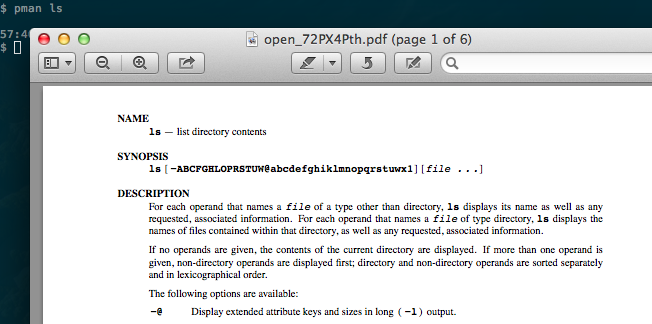 $ pman ls
57:4
$
open_72PX4Pth.pdf (page 1 of 6)
NAME
ls — list directory contents
SYNOPSIS
ls [-ABCFGHLOPRSTUW@abcdefghiklmnopqrstuwx1] [file ...]
DESCRIPTION
For each operand that names a file of a type other than directory, ls displays its name as well as any
requested, associated information. For each operand that names a file of type directory, ls displays the
names of files contained within that directory, as well as any requested, associated information.
If no operands are given, the contents of the current directory are displayed. If more than one operand is
given, non-directory operands are displayed first; directory and non-directory operands are sorted separately
and in lexicographical order.
The following options are available:
-@ Display extended attribute keys and sizes in long (-l) output.